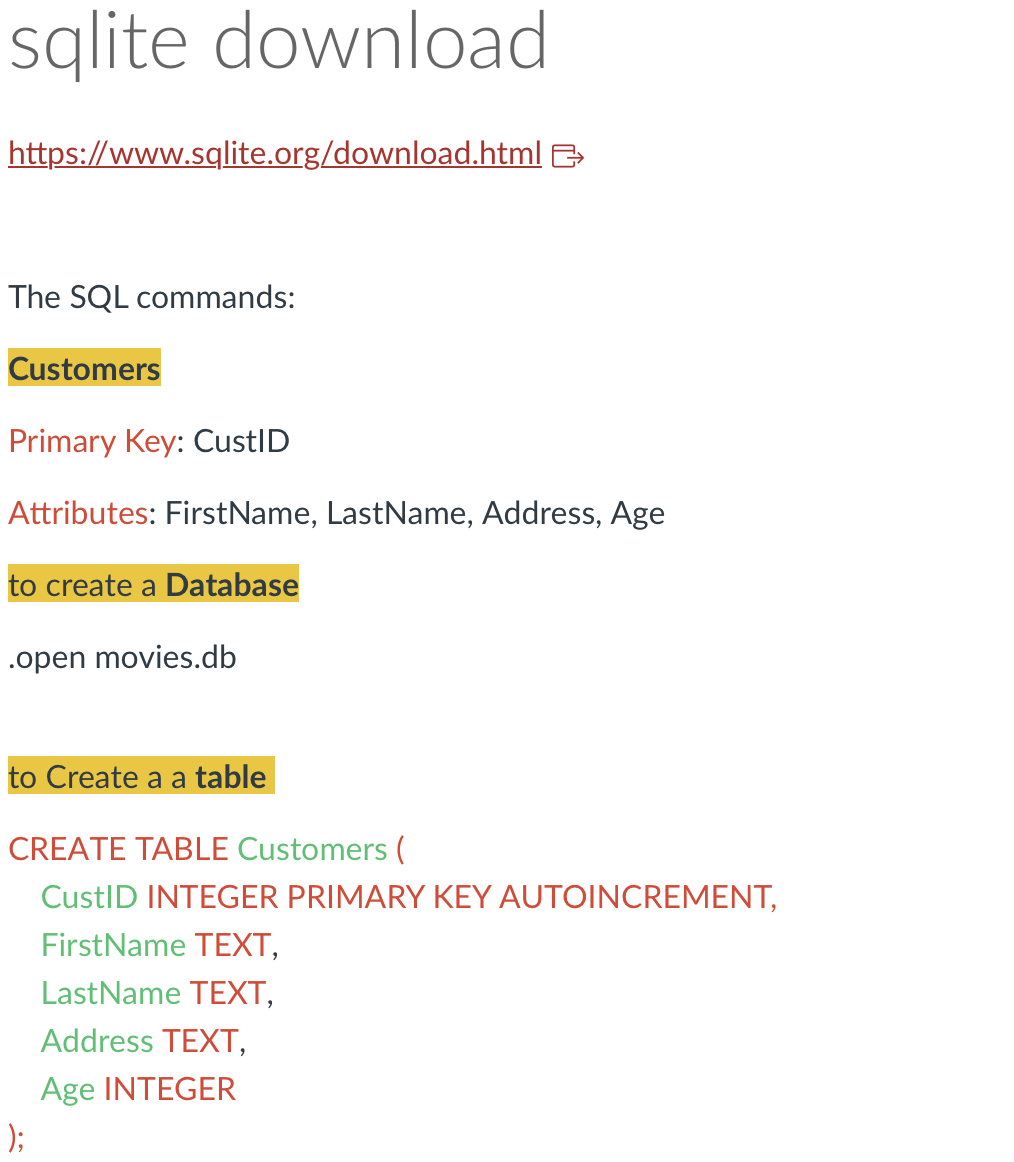 sqlite download
https://www.sqlite.org/download.html
The SQL commands:
Customers
Primary Key: CustID
Attributes: FirstName, LastName, Address, Age
to create a Database
.open movies.db
to Create a a table
CREATE TABLE Customers (
CustID INTEGER PRIMARY KEY AUTOINCREMENT,
FirstName TEXT,
LastName TEXT,
Address TEXT,
Age INTEGER
);